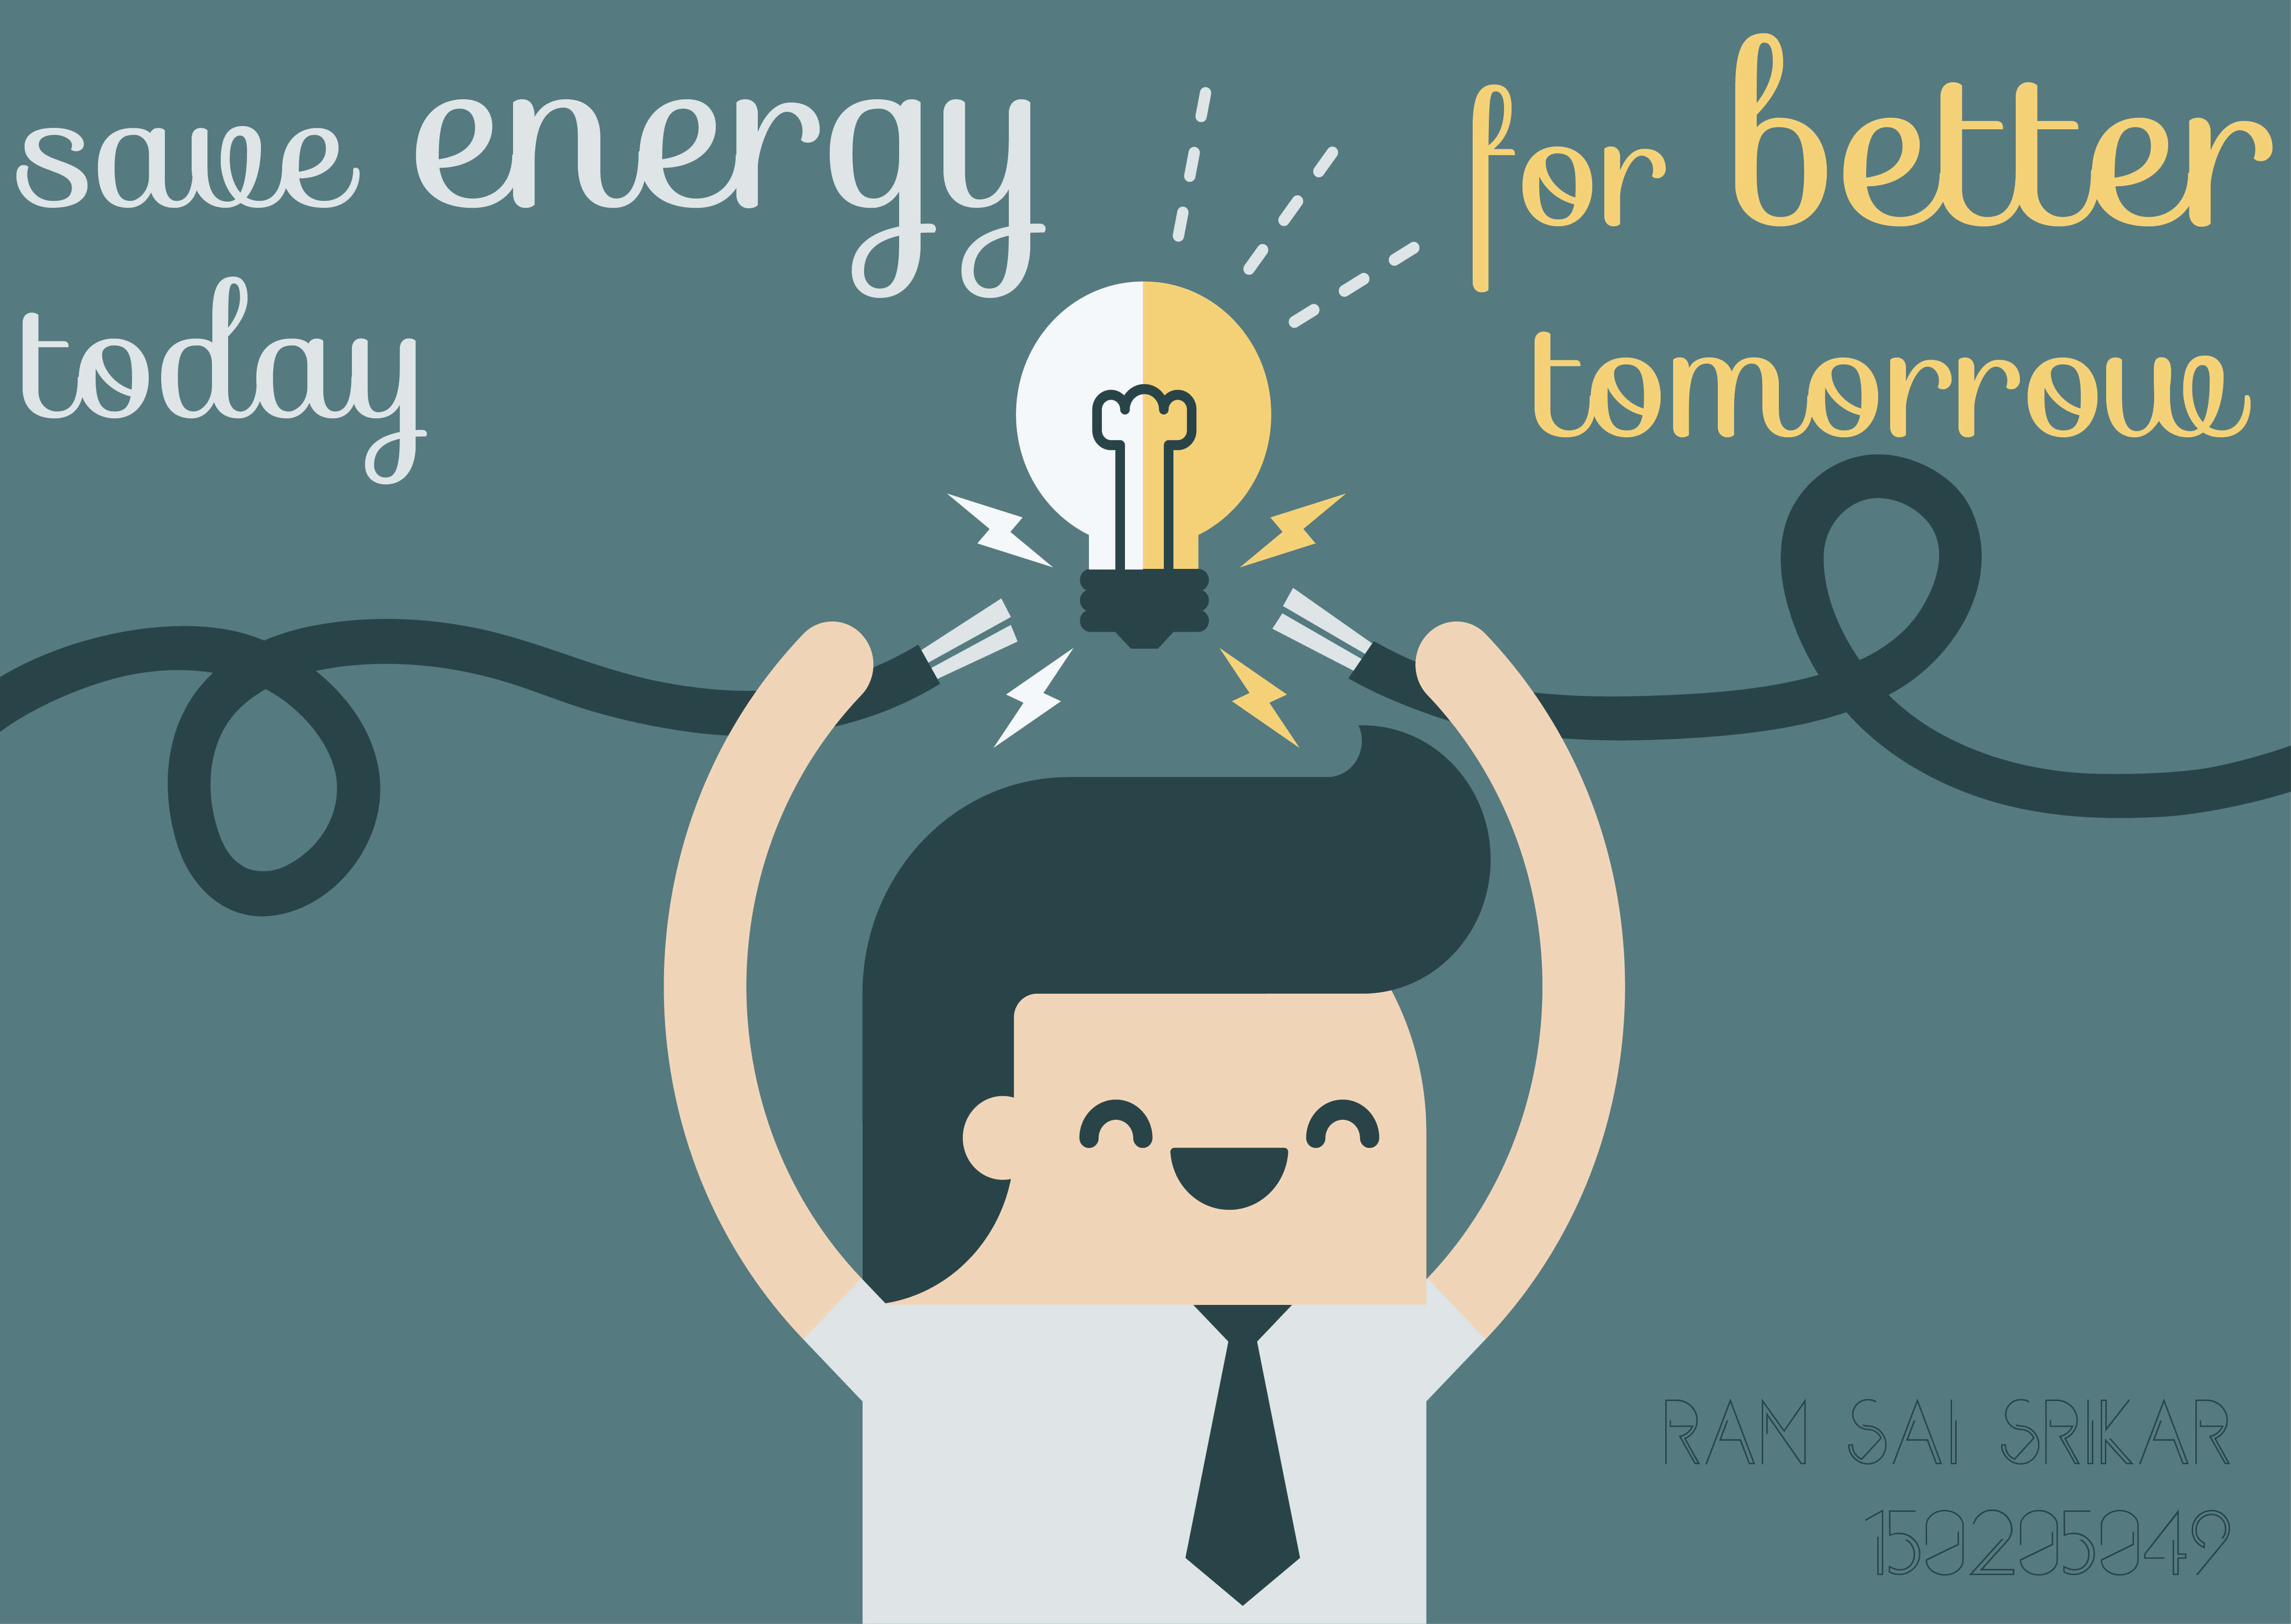 save energy
today
for better
tomorrow
RAM SAI SRIKAR
150205049